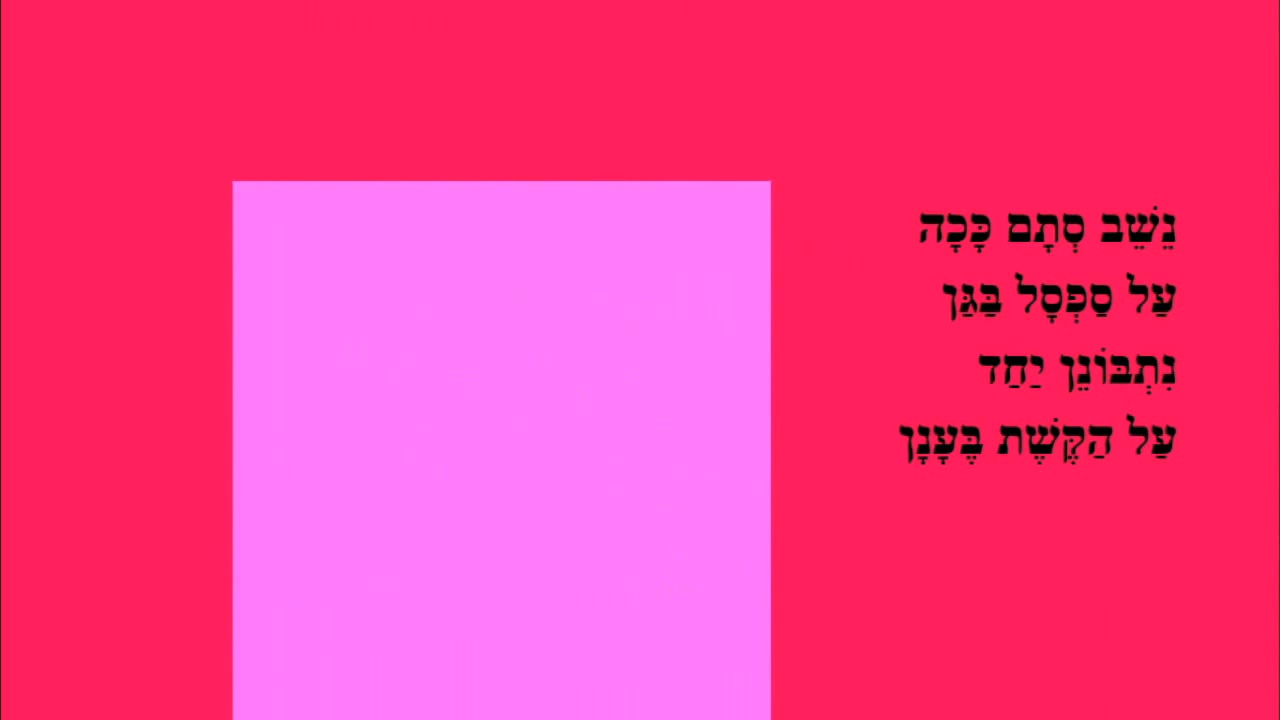 נֵשֵׁב סְתָם כָּכָה
עַל סַפְסָל בַּגַּן
נִתְבּוֹנֵן יַחַד
עַל הַקֶּשֶׁת בֶּעָנָן